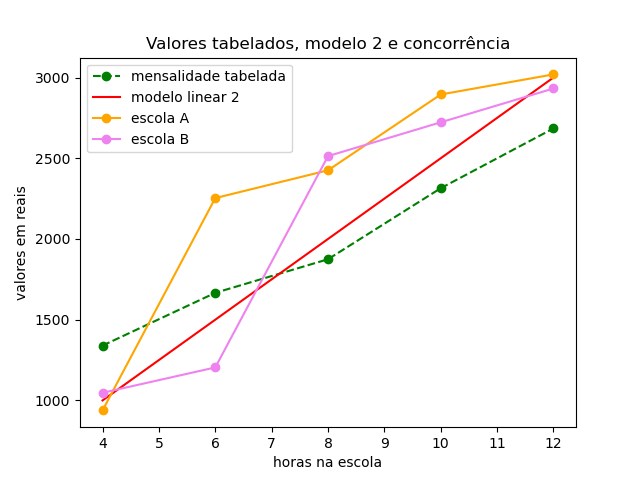 Valores tabelados, modelo 2 e concorrência
mensalidade tabelada
modelo linear 2
escola A
escola B
valores em reais
3000
2500
2000
1500
1000
4 5 6 7 8 9 10 11 12
horas na escola